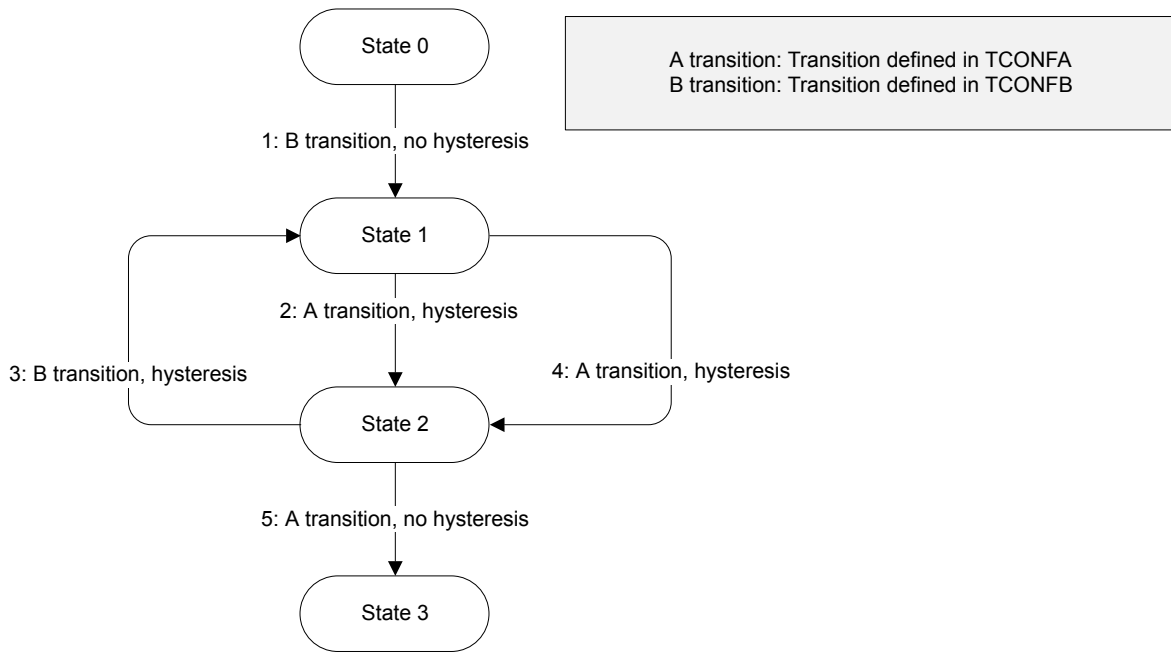 State 0
A transition: Transition defined in TCONFA
B transition: Transition defined in TCONFB
1: B transition, no hysteresis
State 1
2: A transition, hysteresis
3: B transition, hysteresis
4: A transition, hysteresis
State 2
5: A transition, no hysteresis
State 3